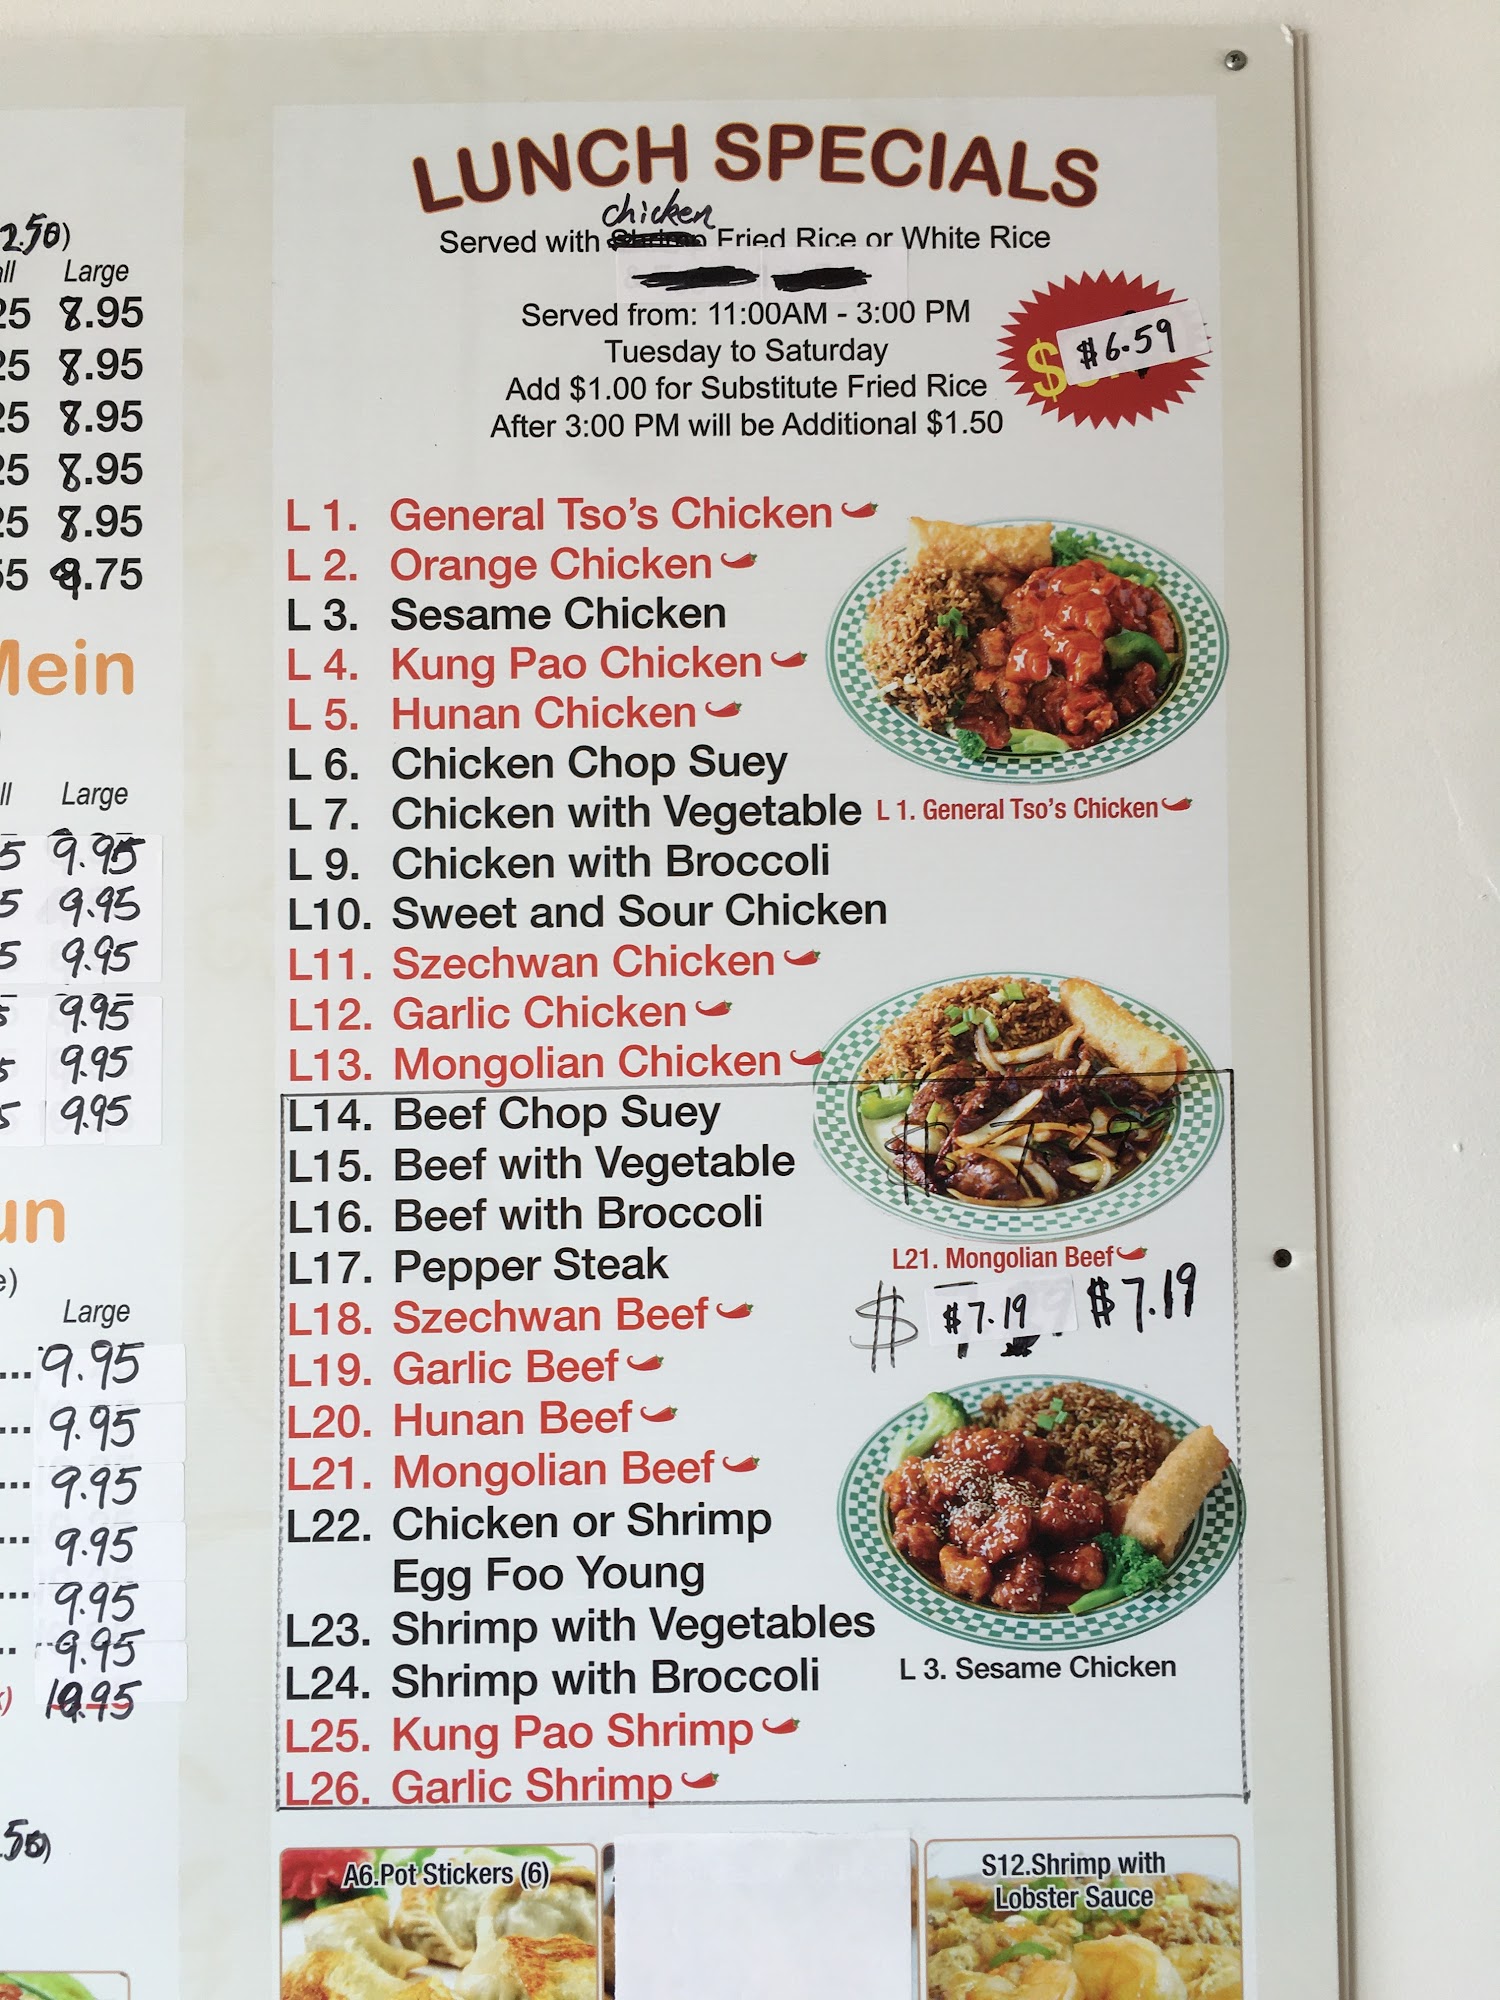 2.50)
Large
8.95
8.95
8.95
8.95
8.95
9.75
Mein
Large
9.95
9.95
9.95
9.95
9.95
9.95
Large
9.95
9.95
9.95
9.95
9.95
9.95
10.95
LUNCH SPECIALS
chicken
Served with Fried Rice or White Rice
Served from: 11:00AM - 3:00 PM
Tuesday to Saturday
Add $1.00 for Substitute Fried Rice
After 3:00 PM will be Additional $1.50
$ $6.59
L 1. General Tso's Chicken
L 2. Orange Chicken
L 3. Sesame Chicken
L 4. Kung Pao Chicken
L 5. Hunan Chicken
L 6. Chicken Chop Suey
L 7. Chicken with Vegetable
L 1. General Tso's Chicken
L 9. Chicken with Broccoli
L10. Sweet and Sour Chicken
L11. Szechwan Chicken
L12. Garlic Chicken
L13. Mongolian Chicken
L14. Beef Chop Suey
L15. Beef with Vegetable
L16. Beef with Broccoli
L17. Pepper Steak
L21. Mongolian Beef
$ $7.19 $7.19
L18. Szechwan Beef
L19. Garlic Beef
L20. Hunan Beef
L21. Mongolian Beef
L22. Chicken or Shrimp
Egg Foo Young
L23. Shrimp with Vegetables
L24. Shrimp with Broccoli
L 3. Sesame Chicken
L25. Kung Pao Shrimp
L26. Garlic Shrimp
A6.Pot Stickers (6)
S12.Shrimp with
Lobster Sauce